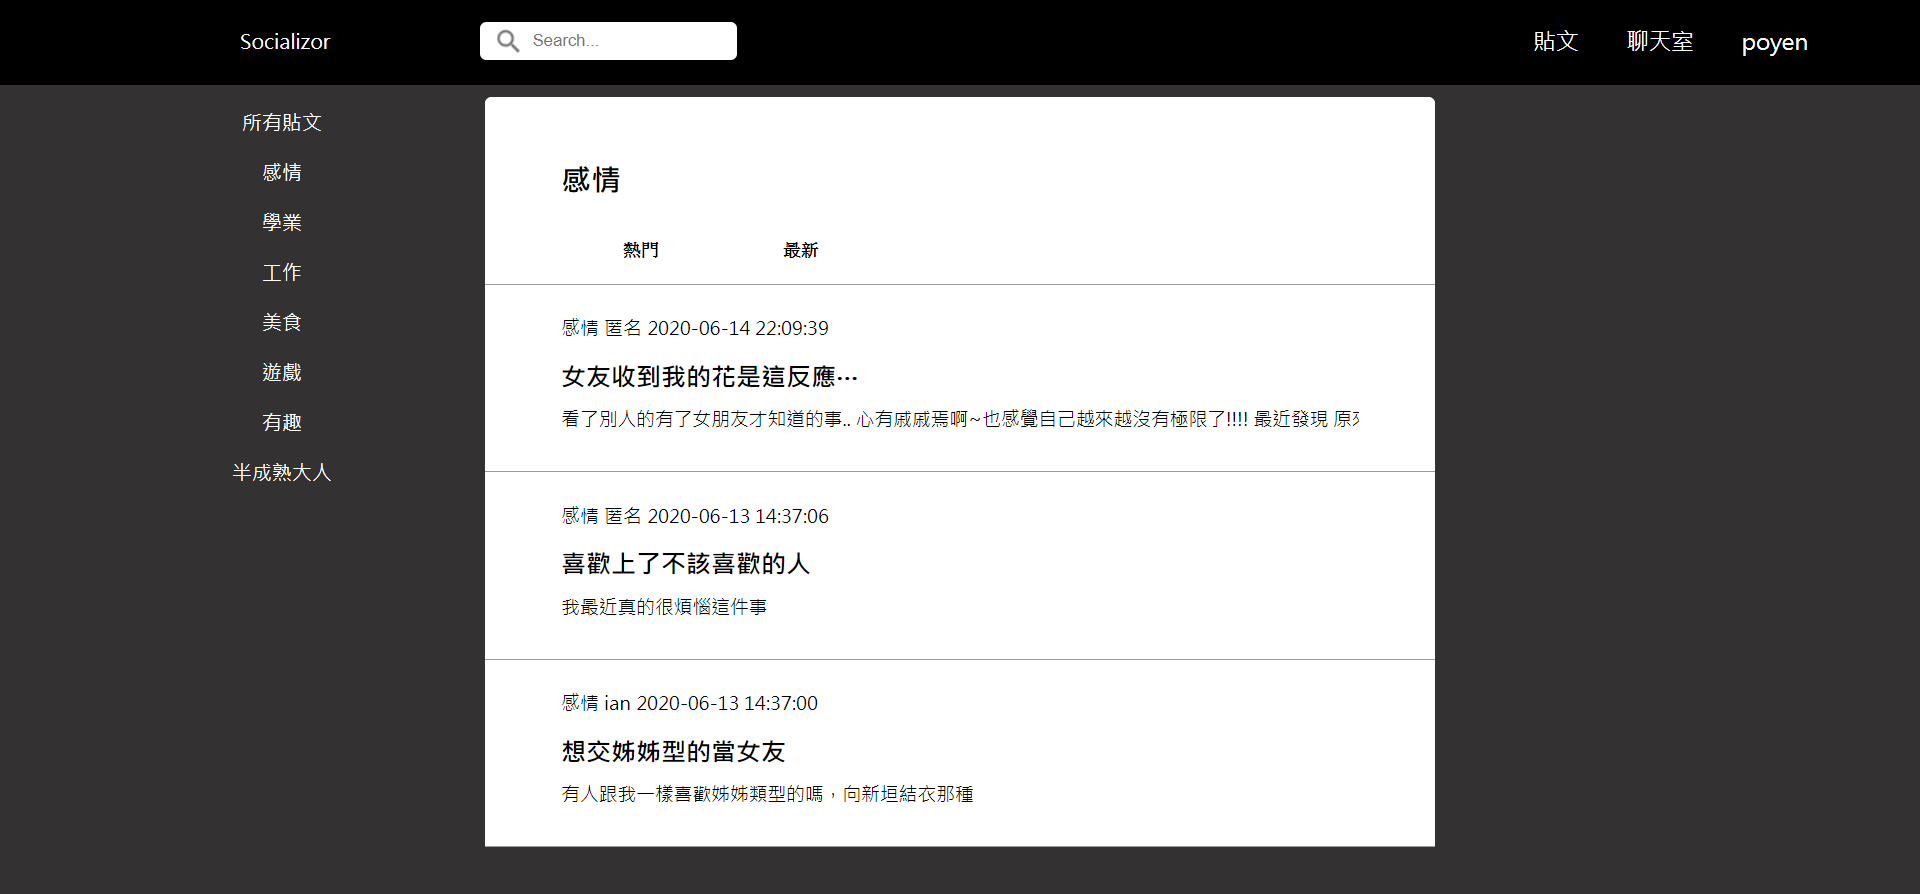 Socializor
Search...
貼文
聊天室
poyen
所有貼文
感情
學業
工作
美食
遊戲
有趣
半成熟大人
感情
熱門 最新
感情 匿名 2020-06-14 22:09:39
女友收到我的花是這反應…
看了別人的有了女朋友才知道的事.. 心有戚戚焉啊~也感覺自己越來越沒有極限了!!!! 最近發現 原
感情 匿名 2020-06-13 14:37:06
喜歡上了不該喜歡的人
我最近真的很煩惱這件事
感情 ian 2020-06-13 14:37:00
想交姊姊型的當女友
有人跟我一樣喜歡姊姊類型的嗎，向新垣結衣那種